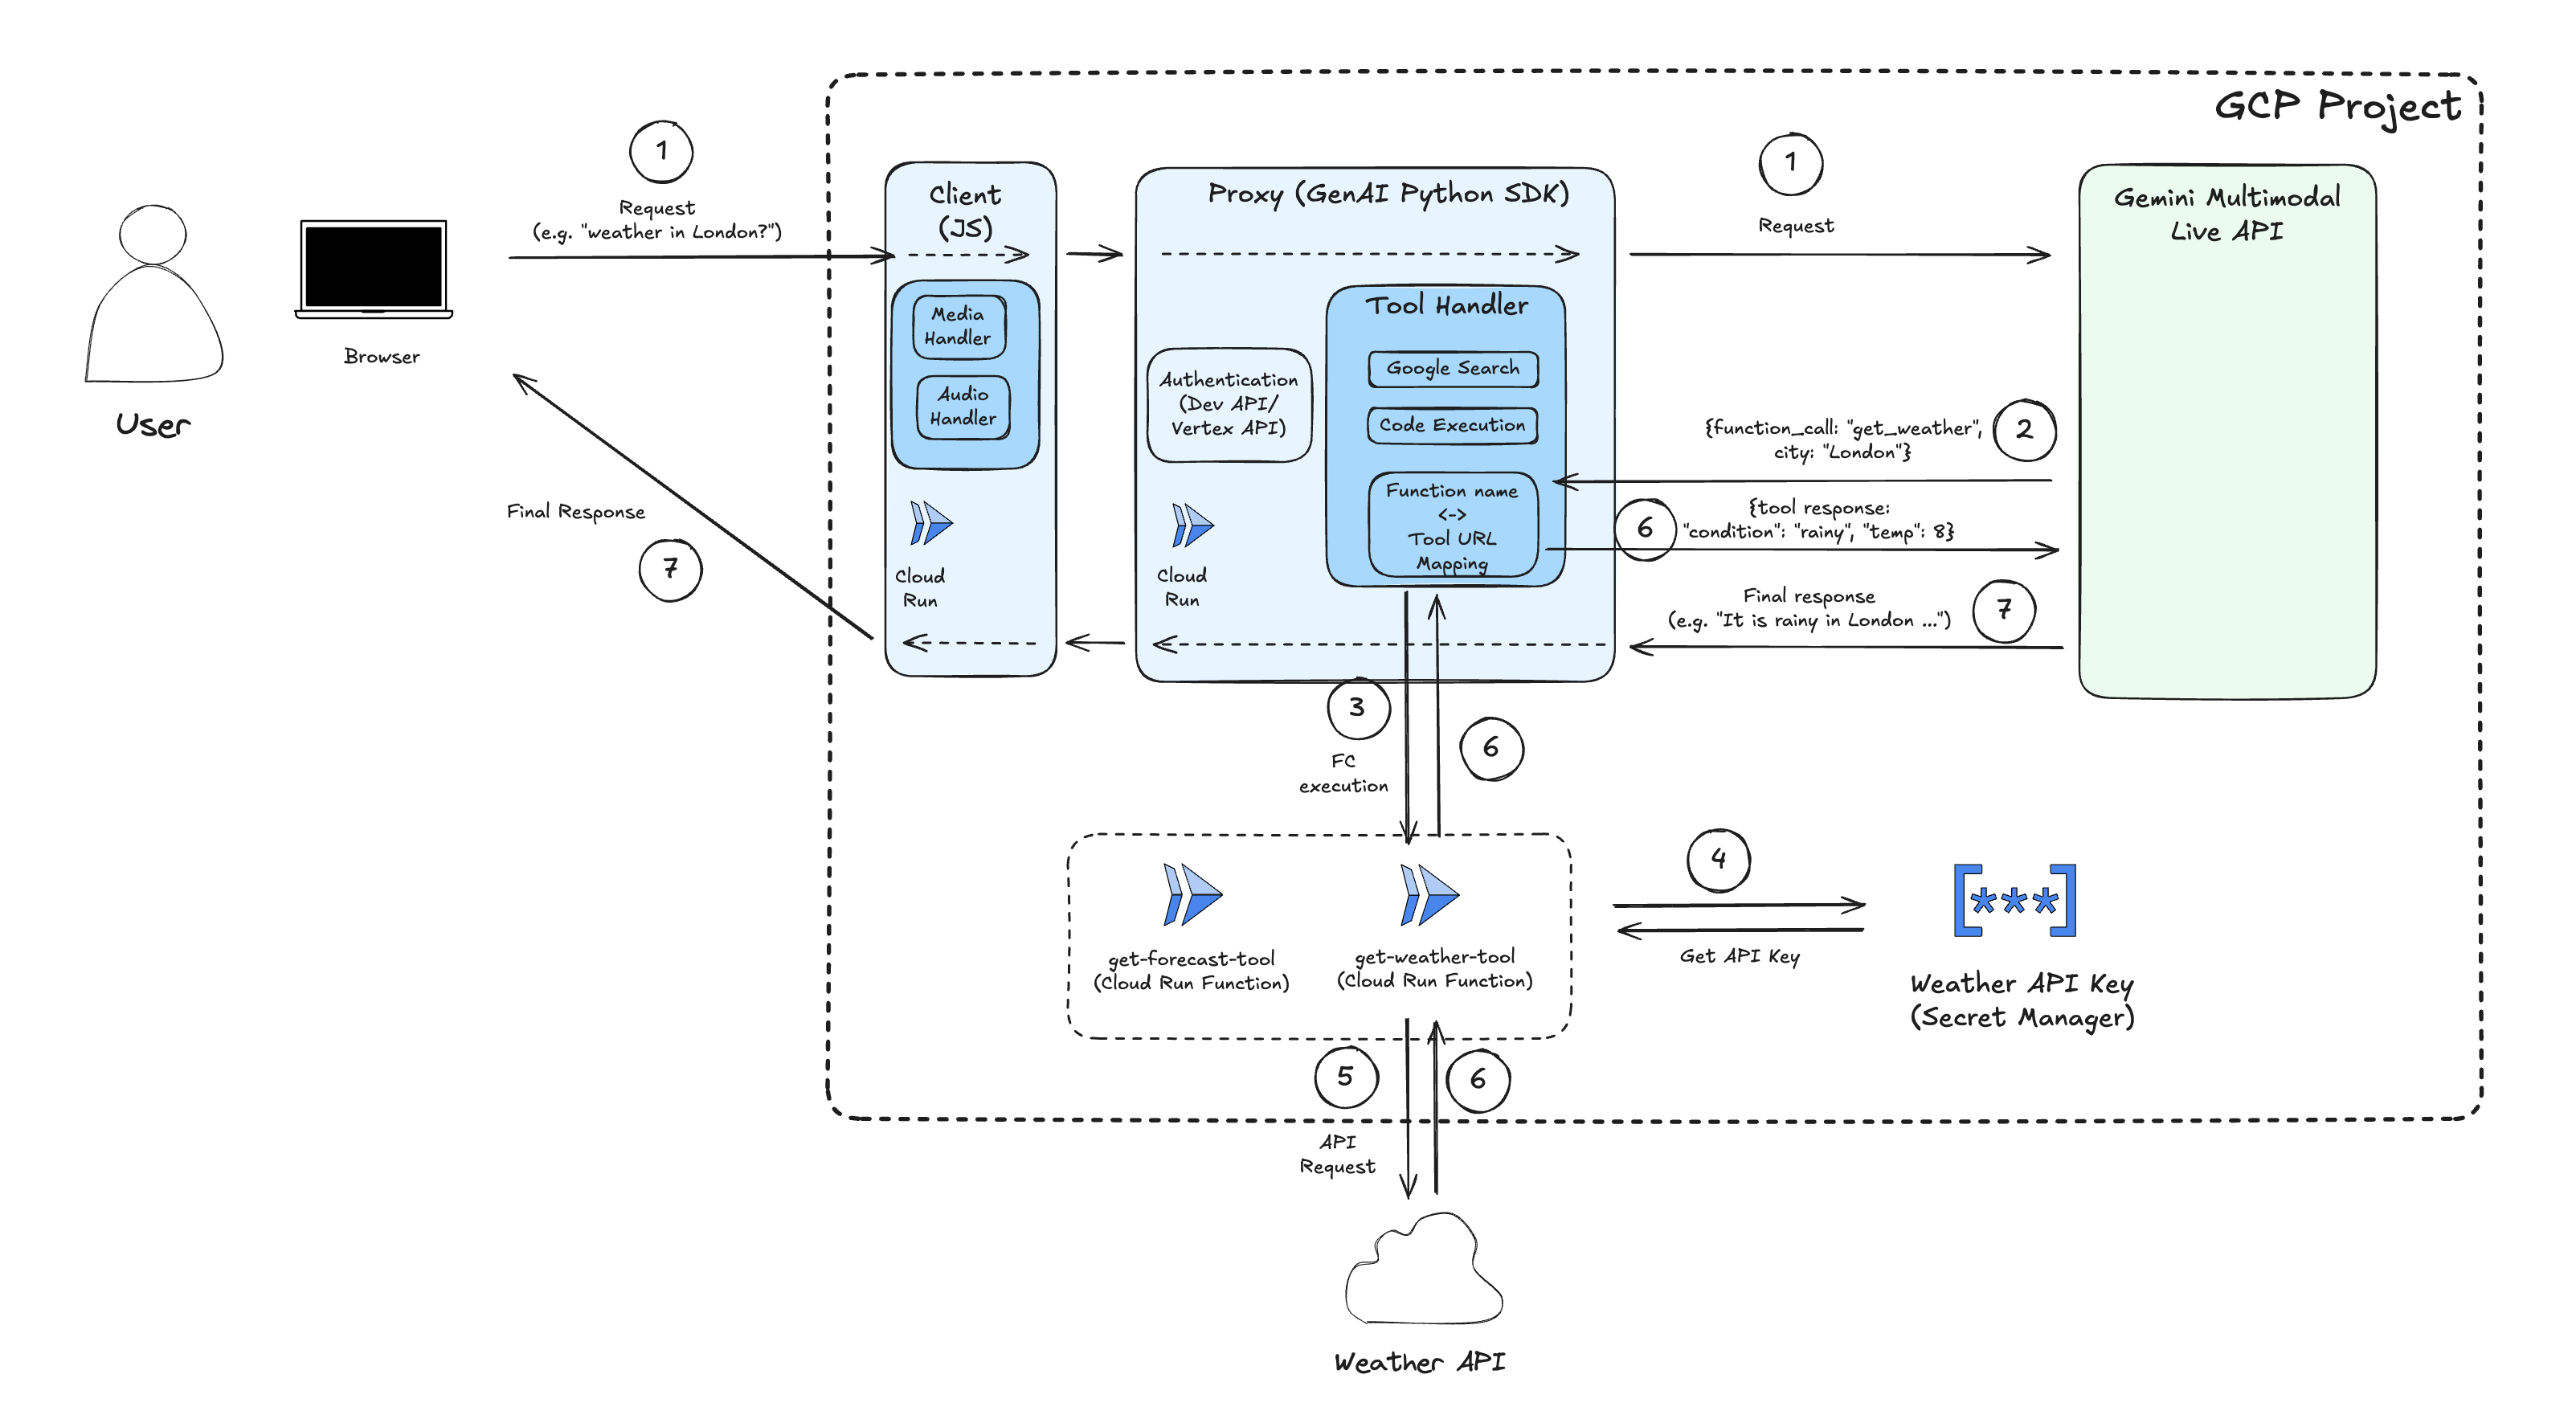 GCP Project
1
Request
(e.g. "weather in London?")
User
Browser
Client
(JS)
Media
Handler
Audio
Handler
Cloud
Run
Proxy (GenAI Python SDK)
Authentication
(Dev API/
Vertex API)
Cloud
Run
Tool Handler
Google Search
Code Execution
Function name
<->
Tool URL
Mapping
1
Request
Gemini Multimodal
Live API
{function_call: "get_weather",
city: "London"}
2
6
{tool response:
"condition": "rainy", "temp": 8}
Final response
(e.g. "It is rainy in London ...")
7
Final Response
7
3
FC
execution
6
get-forecast-tool
(Cloud Run Function)
get-weather-tool
(Cloud Run Function)
4
Get API Key
[***]
Weather API Key
(Secret Manager)
5
6
API
Request
Weather API